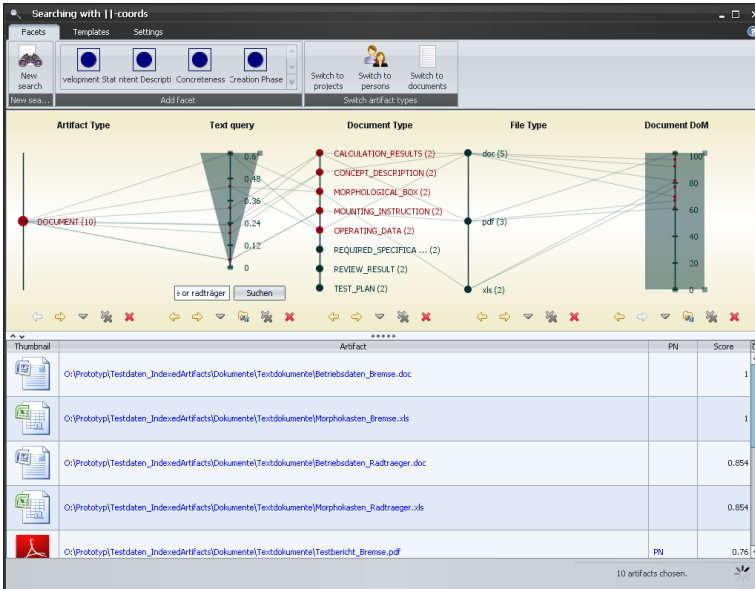 Searching with ||-coords
Facets Templates Settings
New search
velopment Stat ntent Descripti Concreteness Creation Phase
Switch to projects Switch to persons Switch to documents
New sea... Add facet Switch artifact types
Artifact Type Text query Document Type File Type Document DoM
0.6 CALCULATION_RESULTS (2) doc (5) 100
0.48 CONCEPT_DESCRIPTION (2) 80
0.36 MORPHOLOGICAL_BOX (2)
0.24 MOUNTING_INSTRUCTION (2) 60
DOCUMENT (10) OPERATING_DATA (2) pdf (3)
0.12 REQUIRED_SPECIFICA ... (2) 40
0 REVIEW_RESULT (2) 20
e or radträger Suchen TEST_PLAN (2) xls (2) 0
Thumbnail Artifact PN Score
O:\Prototyp\Testdaten_IndexedArtifacts\Dokumente\Textdokumente\Betriebsdaten_Bremse.doc 1
O:\Prototyp\Testdaten_IndexedArtifacts\Dokumente\Textdokumente\Morphokasten_Bremse.xls 1
O:\Prototyp\Testdaten_IndexedArtifacts\Dokumente\Textdokumente\Betriebsdaten_Radtraeger.doc 0.854
O:\Prototyp\Testdaten_IndexedArtifacts\Dokumente\Textdokumente\Morphokasten_Radtraeger.xls 0.854
O:\Prototyp\Testdaten_IndexedArtifacts\Dokumente\Textdokumente\Testbericht_Bremse.pdf PN 0.76
10 artifacts chosen.